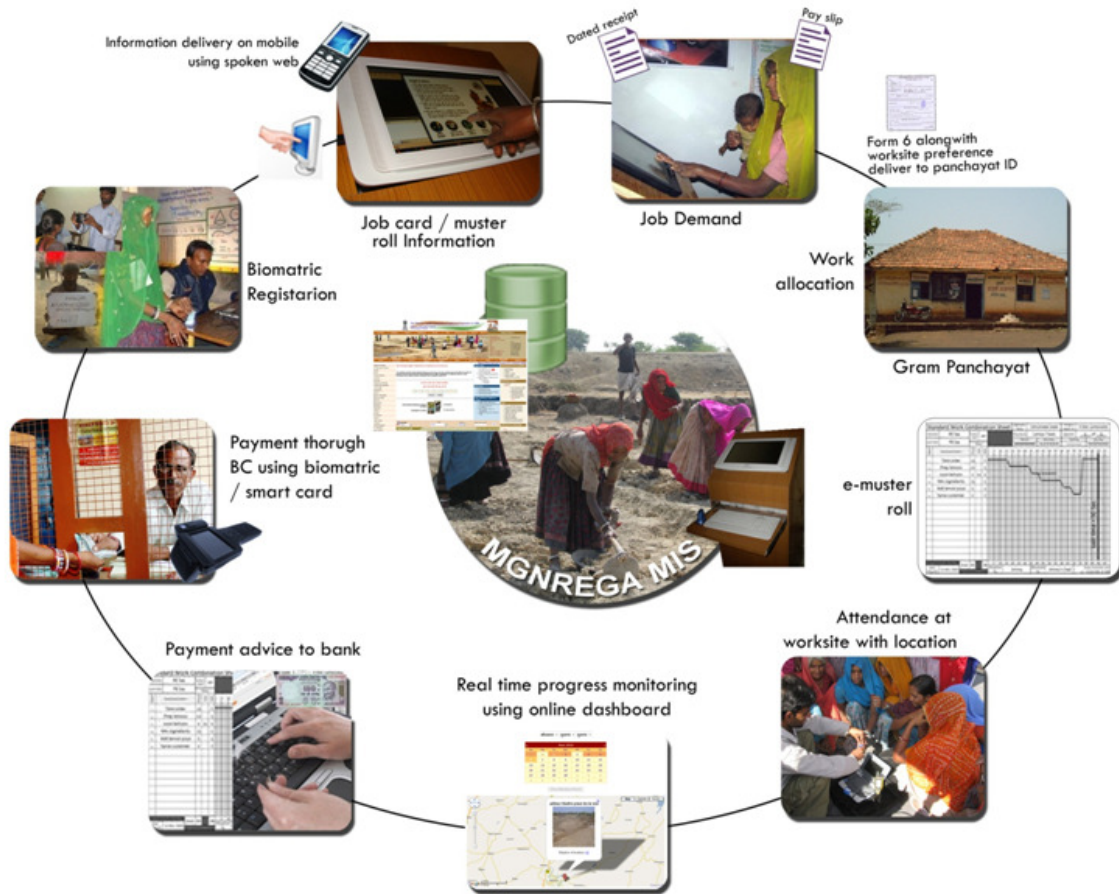 Information delivery on mobile
using spoken web
Dated receipt
Pay slip
Form 6 alongwith
worksite preference
deliver to panchayat ID
Job card / muster
roll Information
Job Demand
Work
allocation
Gram Panchayat
Biomatric
Registarion
Payment thorugh
BC using biomatric
/ smart card
e-muster
roll
MGNREGA MIS
Attendance at
worksite with location
Payment advice to bank
Real time progress monitoring
using online dashboard